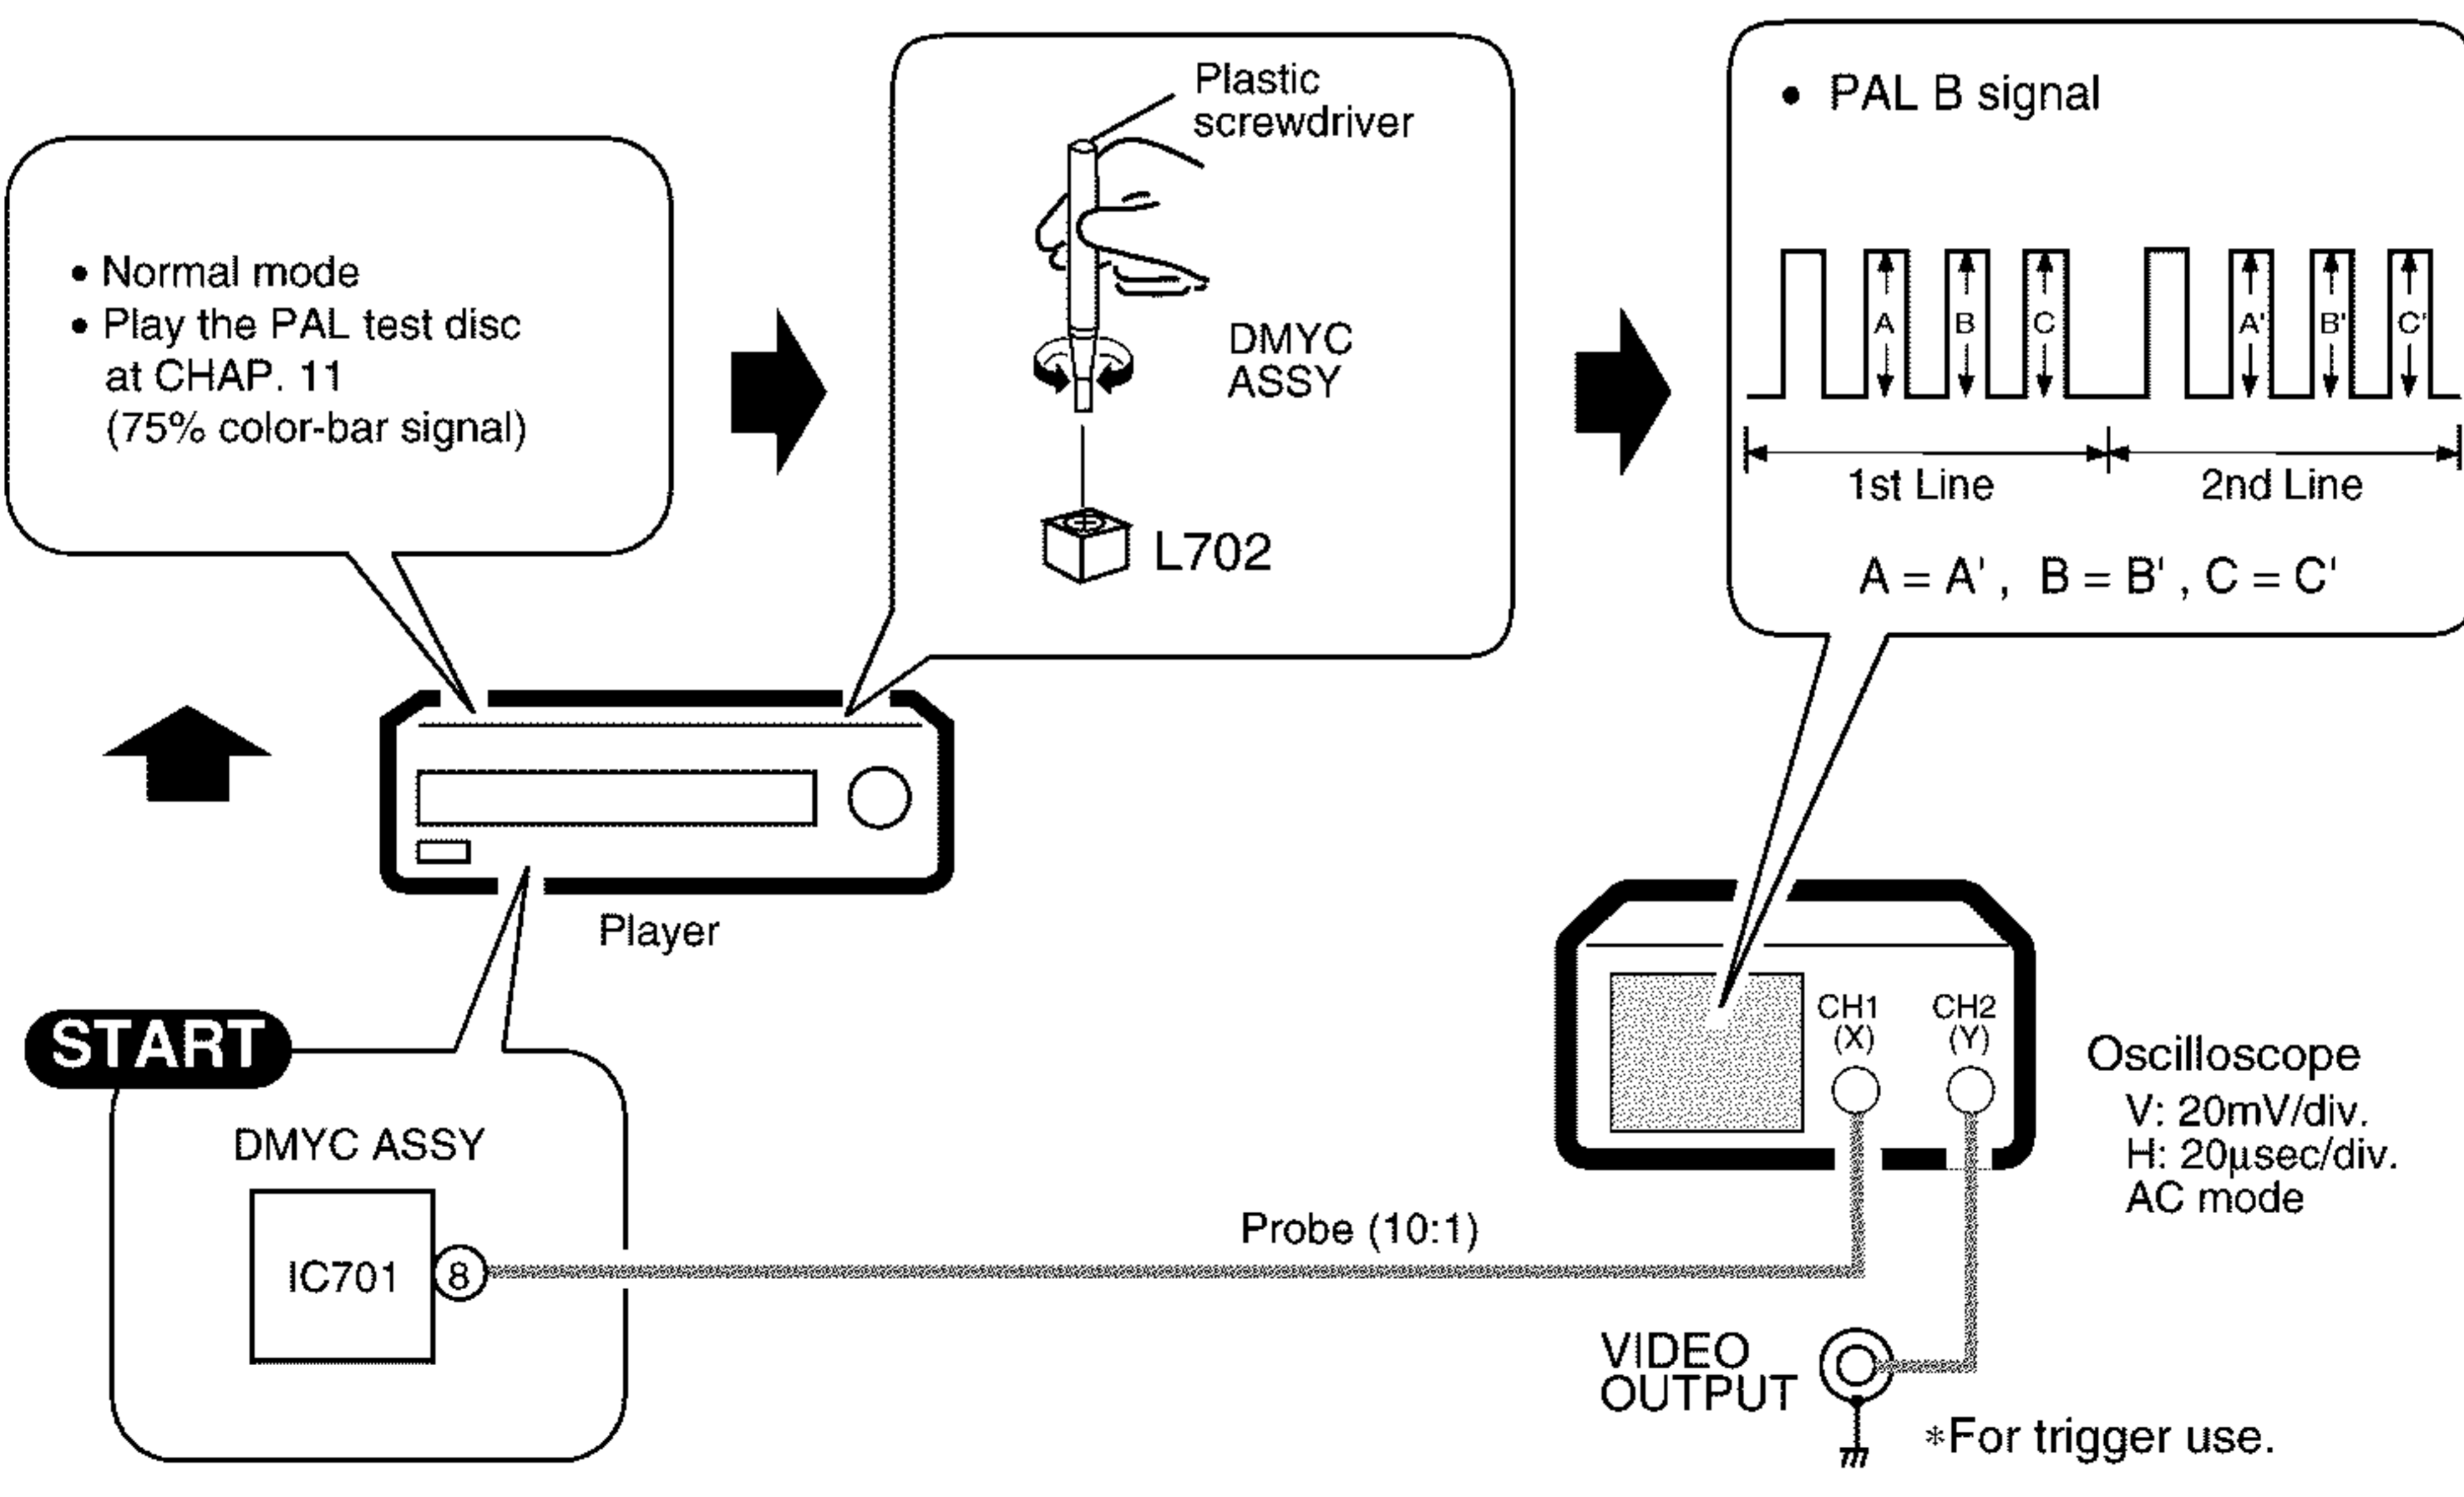 • Normal mode
• Play the PAL test disc
at CHAP. 11
(75% color-bar signal)
Plastic
screwdriver
DMYC
ASSY
L702
• PAL B signal
A B C A' B' C'
1st Line 2nd Line
A = A' , B = B' , C = C'
Player
START
DMYC ASSY
IC701 8
Probe (10:1)
CH1
(X)
CH2
(Y)
Oscilloscope
V: 20mV/div.
H: 20μsec/div.
AC mode
VIDEO
OUTPUT
*For trigger use.